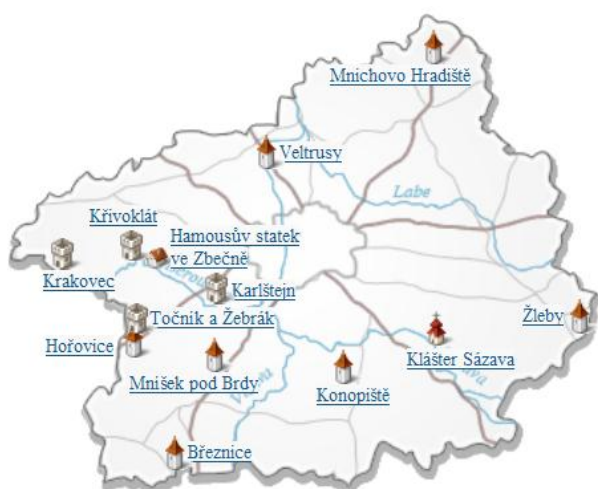 Mnichovo Hradiště
Veltrusy
Labe
Křivoklát
Hamousův statek
ve Zbečně
Krakovec
Karlštejn
Točník a Žebrák
Žleby
Hořovice
Klášter Sázava
Mníšek pod Brdy
Konopiště
Březnice